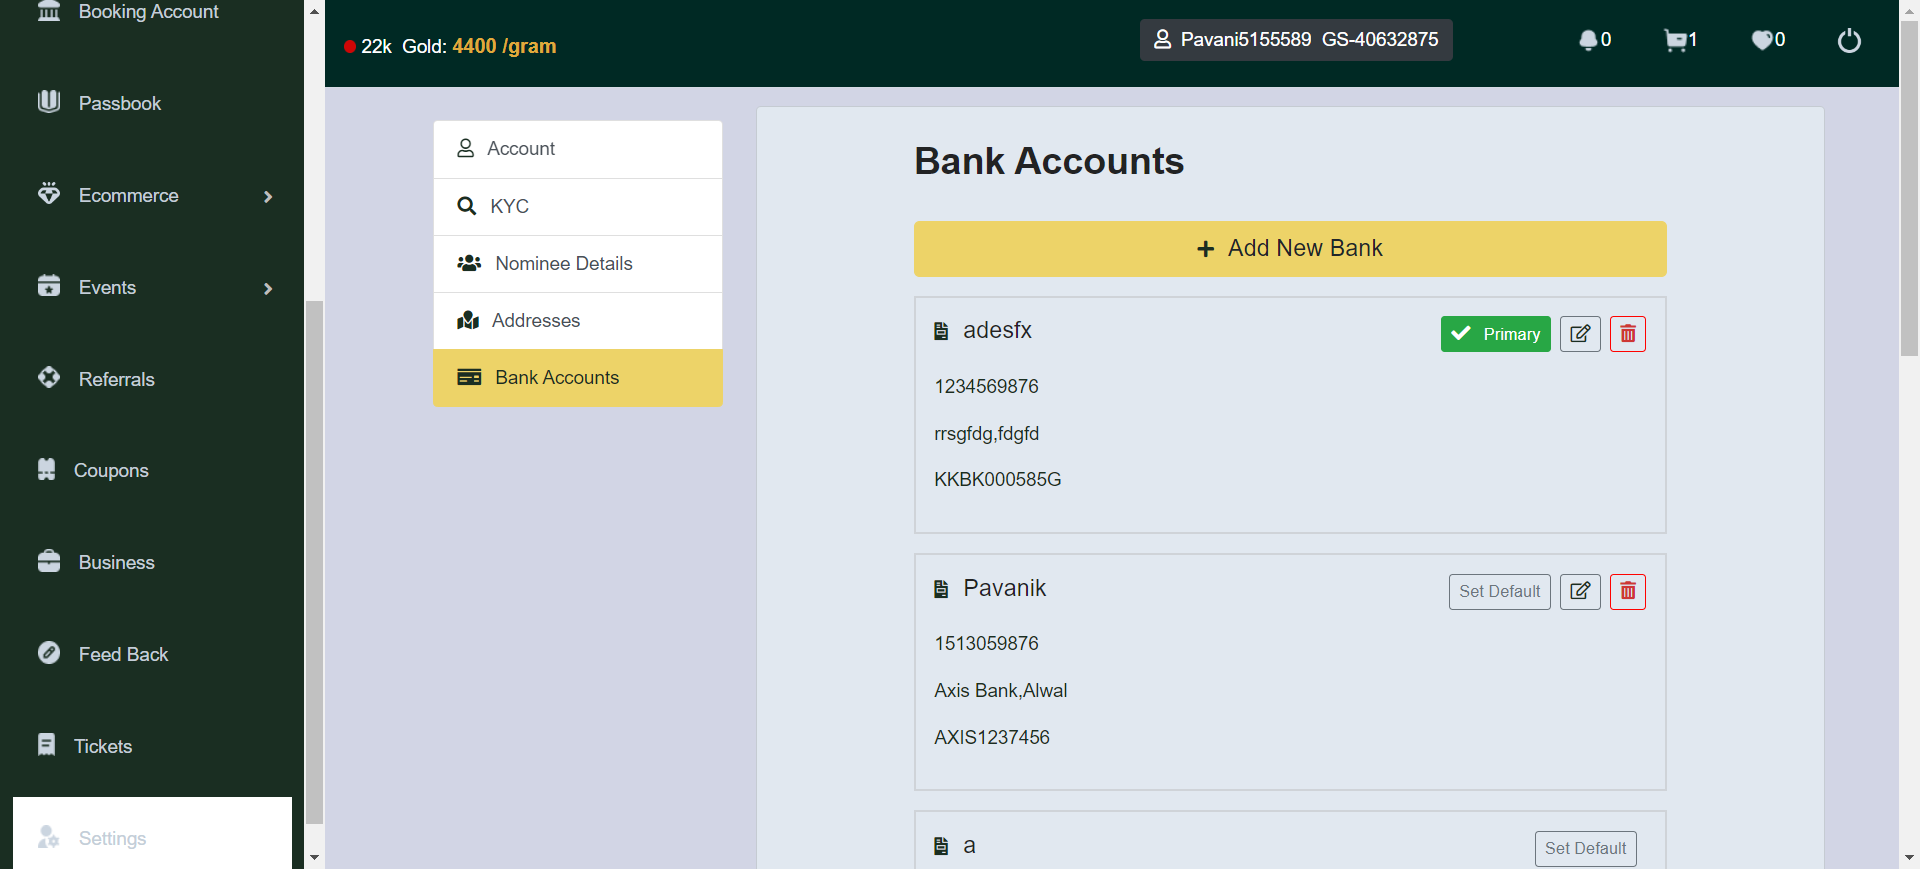 Booking Account
Passbook
Ecommerce
Events
Referrals
Coupons
Business
Feed Back
Tickets
Settings
22k Gold: 4400 /gram
Pavani5155589 GS-40632875
0
1
0
Account
KYC
Nominee Details
Addresses
Bank Accounts
Bank Accounts
+ Add New Bank
adesfx
Primary
1234569876
rrsgfdg,fdgfd
KKBK000585G
Pavanik
Set Default
1513059876
Axis Bank,Alwal
AXIS1237456
a
Set Default